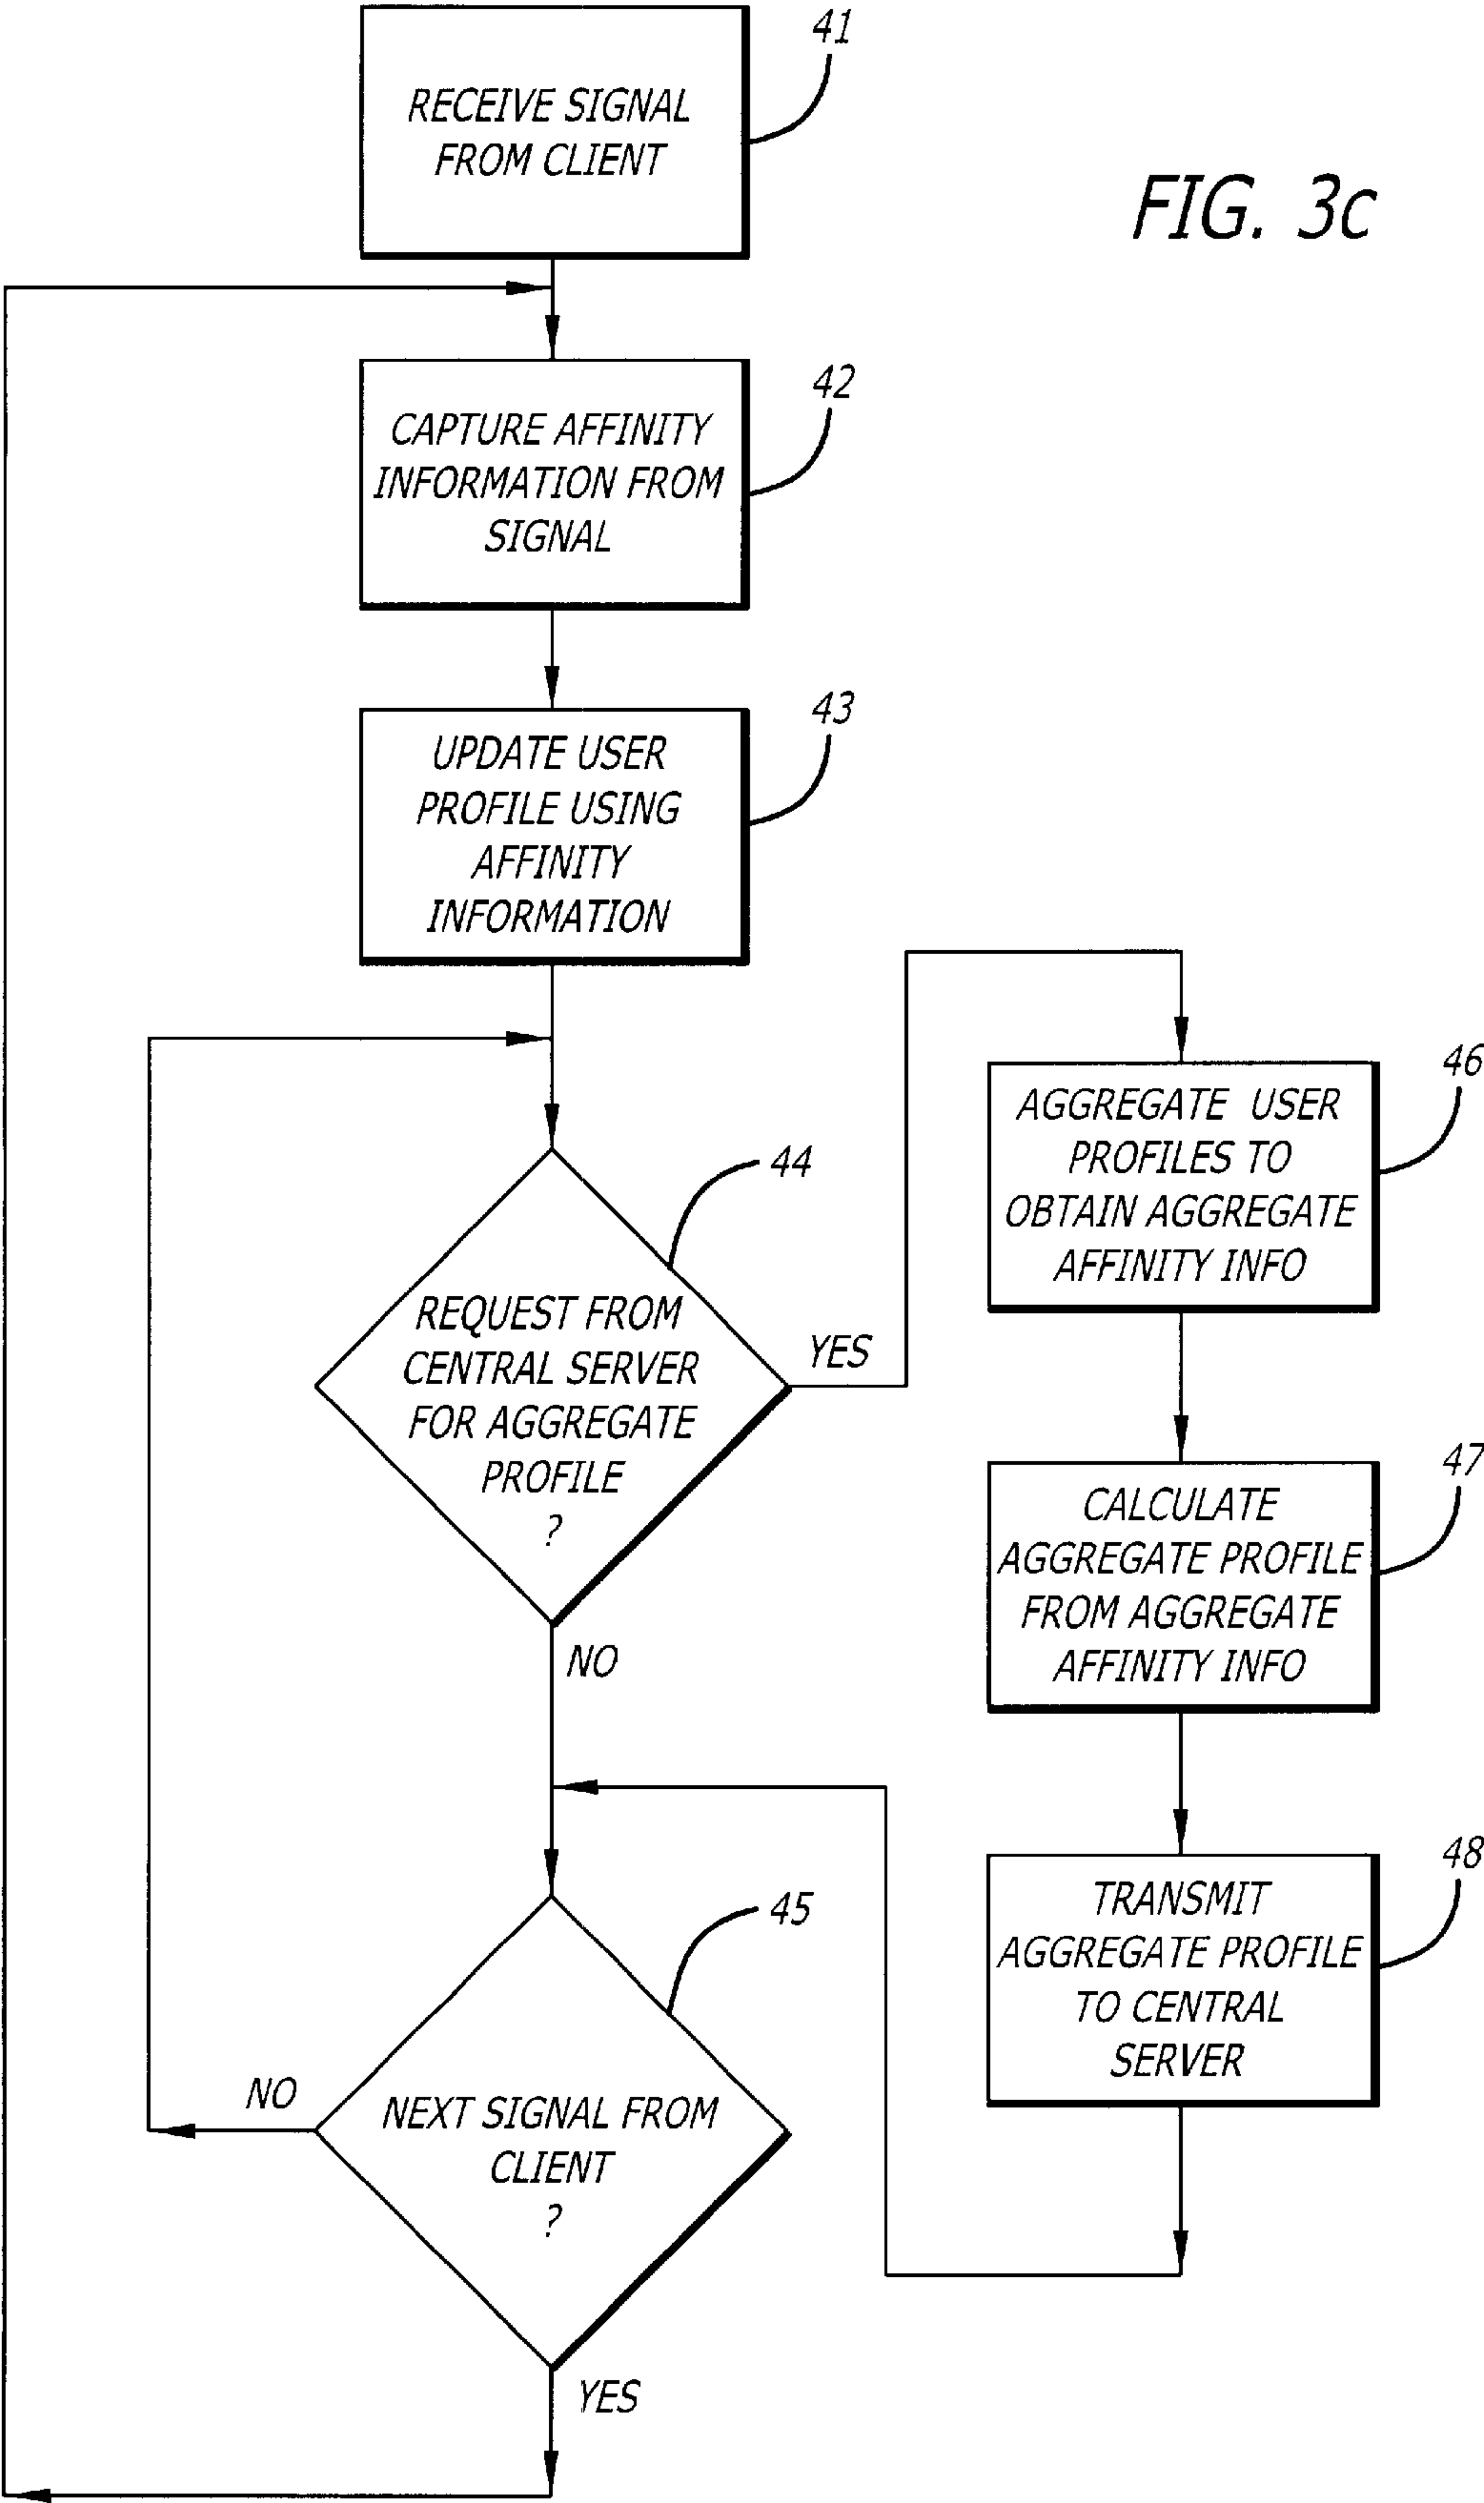 41
RECEIVE SIGNAL
FROM CLIENT
FIG. 3c
42
CAPTURE AFFINITY
INFORMATION FROM
SIGNAL
43
UPDATE USER
PROFILE USING
AFFINITY
INFORMATION
44
REQUEST FROM
CENTRAL SERVER
FOR AGGREGATE
PROFILE
?
YES
NO
46
AGGREGATE USER
PROFILES TO
OBTAIN AGGREGATE
AFFINITY INFO
47
CALCULATE
AGGREGATE PROFILE
FROM AGGREGATE
AFFINITY INFO
48
TRANSMIT
AGGREGATE PROFILE
TO CENTRAL
SERVER
45
NEXT SIGNAL FROM
CLIENT
?
NO
YES